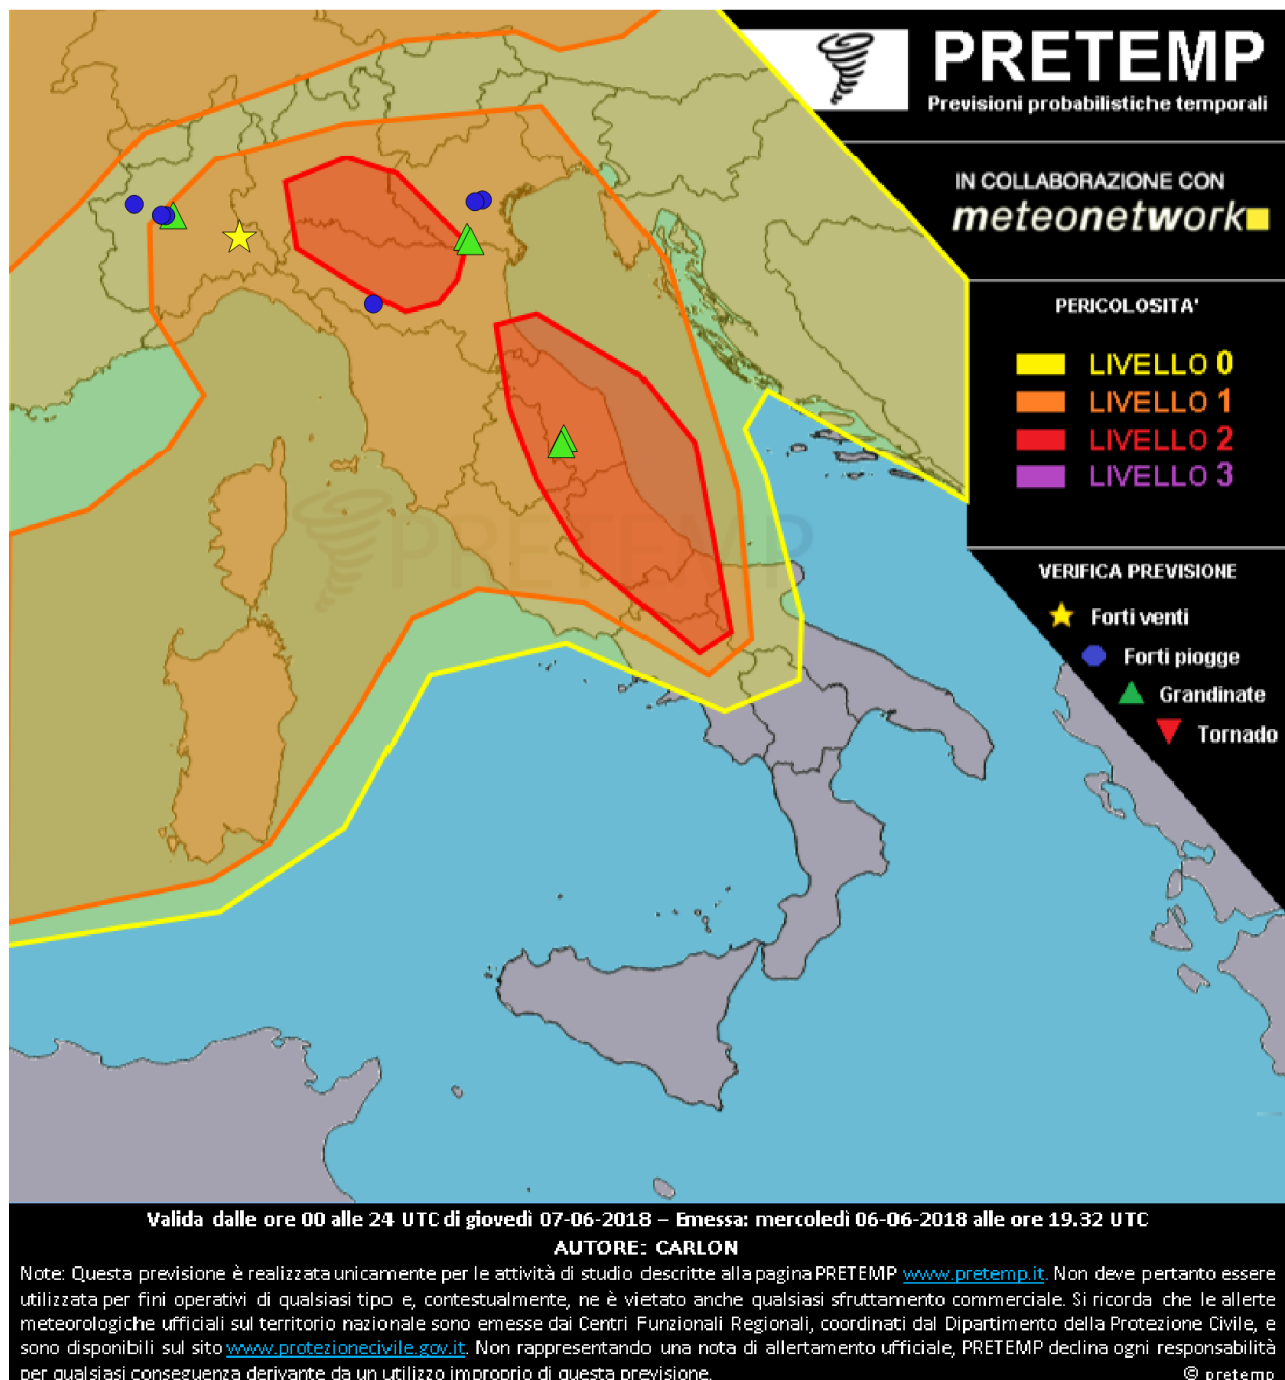 PRETEMP
Previsioni probabilistiche temporali
IN COLLABORAZIONE CON
meteonetwork
PERICOLOSITA'
LIVELLO 0
LIVELLO 1
LIVELLO 2
LIVELLO 3
PRETEMP
VERIFICA PREVISIONE
Forti venti
Forti piogge
Grandinate
Tornado
Valida dalle ore 00 alle 24 UTC di giovedì 07-06-2018 – Emessa: mercoledì 06-06-2018 alle ore 19.32 UTC
AUTORE: CARLON
Note: Questa previsione è realizzata unicamente per le attività di studio descritte alla pagina PRETEMP www.pretemp.it. Non deve pertanto essere
utilizzata per fini operativi di qualsiasi tipo e, contestualmente, ne è vietato anche qualsiasi sfruttamento commerciale. Si ricorda che le allerte
meteorologiche ufficiali sul territorio nazionale sono emesse dai Centri Funzionali Regionali, coordinati dal Dipartimento della Protezione Civile, e
sono disponibili sul sito www.protezionecivile.gov.it. Non rappresentando una nota di allertamento ufficiale, PRETEMP declina ogni responsabilità
per qualsiasi conseguenza derivante da un utilizzo improprio di questa previsione. © pretemp